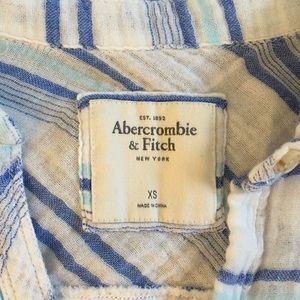 EST. 1892
Abercrombie
& Fitch
NEW YORK
XS
MADE IN CHINA